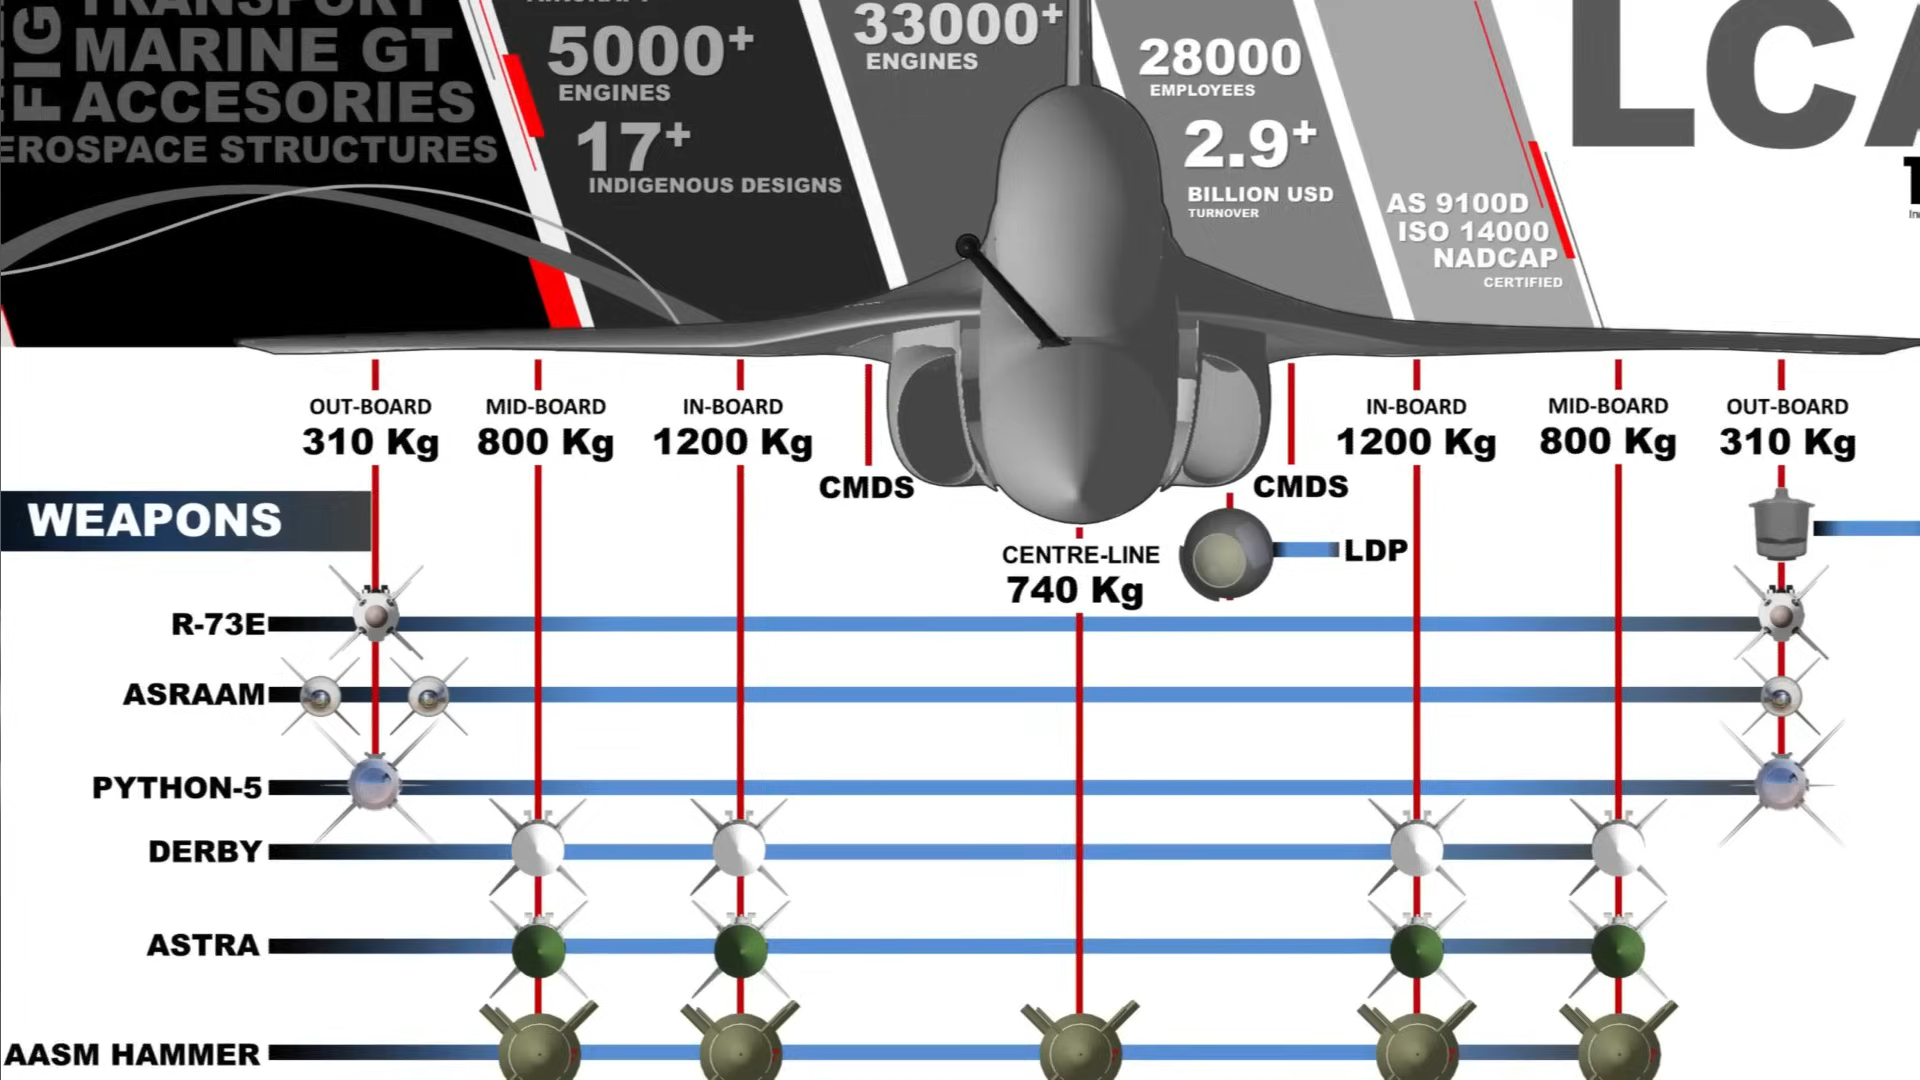 TRANSPORT
FIG
MARINE GT
ACCESORIES
EROSPACE STRUCTURES
5000+
ENGINES
17+
INDIGENOUS DESIGNS
33000+
ENGINES
28000
EMPLOYEES
2.9+
BILLION USD
TURNOVER
AS 9100D
ISO 14000
NADCAP
CERTIFIED
LCA
OUT-BOARD
310 Kg
MID-BOARD
800 Kg
IN-BOARD
1200 Kg
CMDS
CMDS
IN-BOARD
1200 Kg
MID-BOARD
800 Kg
OUT-BOARD
310 Kg
WEAPONS
CENTRE-LINE
740 Kg
LDP
R-73E
ASRAAM
PYTHON-5
DERBY
ASTRA
AASM HAMMER